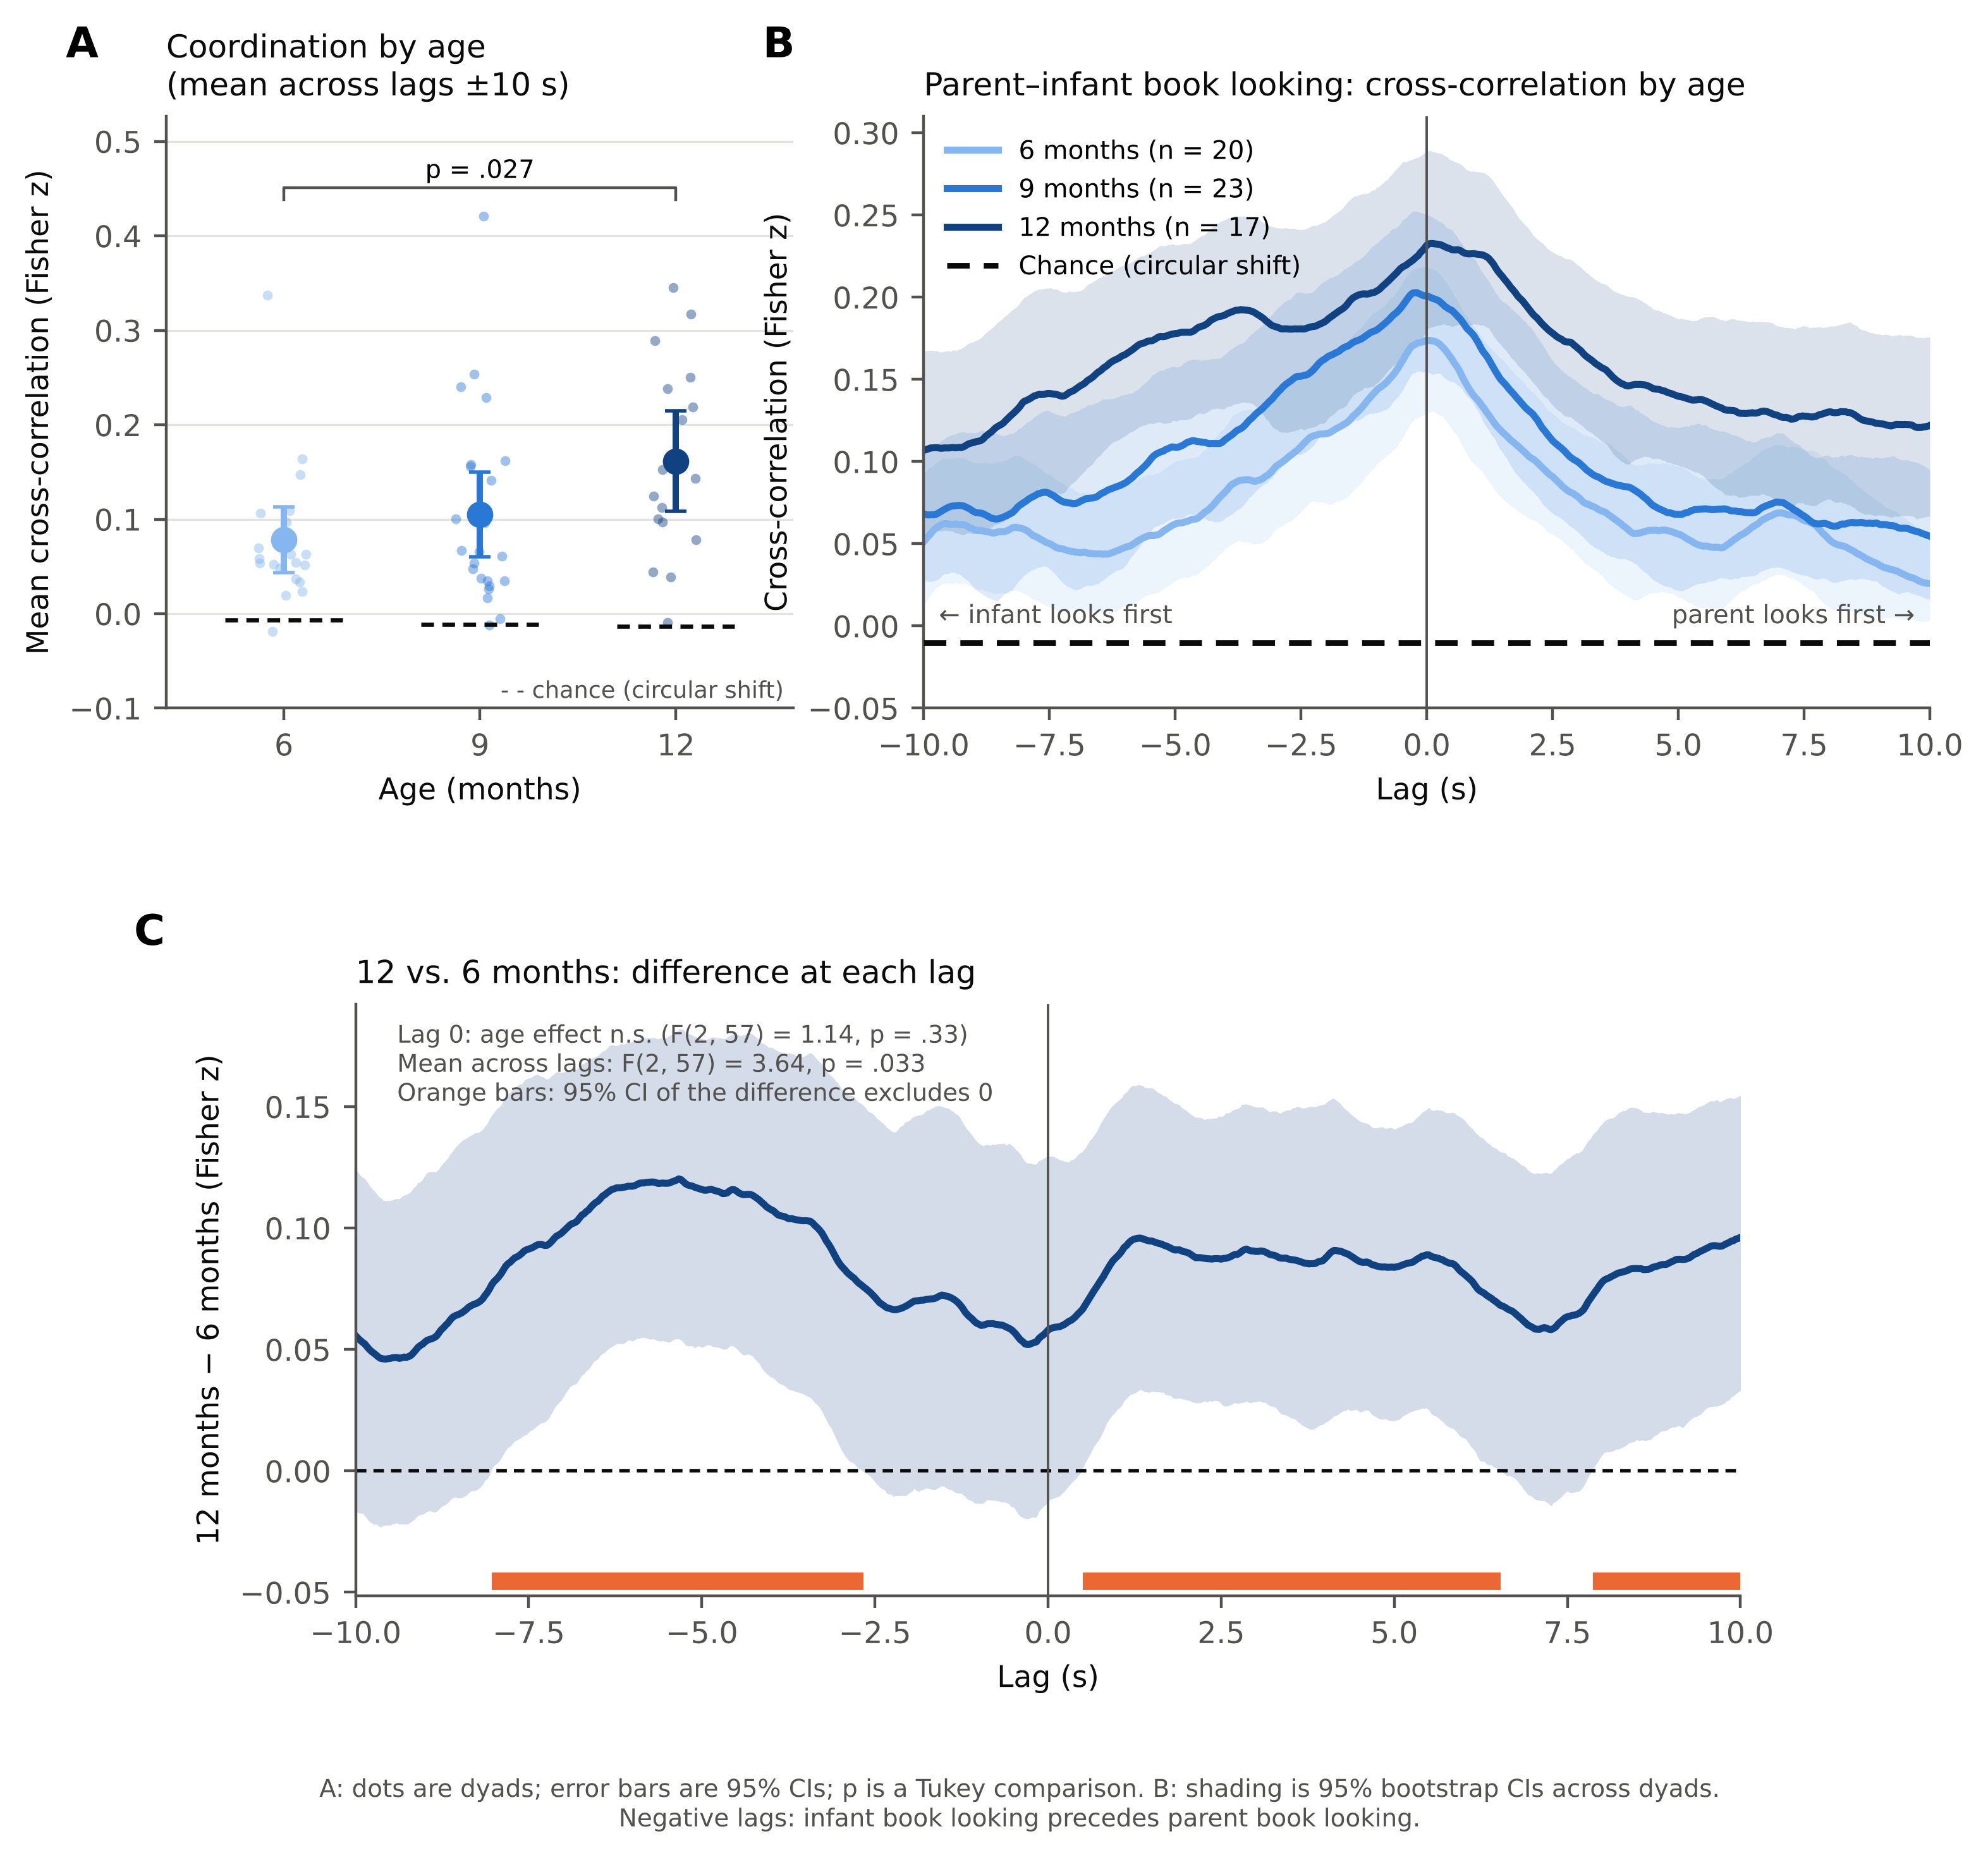 A
Coordination by age
(mean across lags ±10 s)
Mean cross-correlation (Fisher z)
0.5
0.4
0.3
0.2
0.1
0.0
−0.1
p = .027
- - chance (circular shift)
6
9
12
Age (months)
B
Parent–infant book looking: cross-correlation by age
Cross-correlation (Fisher z)
0.30
0.25
0.20
0.15
0.10
0.05
0.00
−0.05
6 months (n = 20)
9 months (n = 23)
12 months (n = 17)
Chance (circular shift)
← infant looks first
parent looks first →
−10.0
−7.5
−5.0
−2.5
0.0
2.5
5.0
7.5
10.0
Lag (s)
C
12 vs. 6 months: difference at each lag
12 months − 6 months (Fisher z)
Lag 0: age effect n.s. (F(2, 57) = 1.14, p = .33)
Mean across lags: F(2, 57) = 3.64, p = .033
Orange bars: 95% CI of the difference excludes 0
0.15
0.10
0.05
0.00
−0.05
−10.0
−7.5
−5.0
−2.5
0.0
2.5
5.0
7.5
10.0
Lag (s)
A: dots are dyads; error bars are 95% CIs; p is a Tukey comparison. B: shading is 95% bootstrap CIs across dyads.
Negative lags: infant book looking precedes parent book looking.